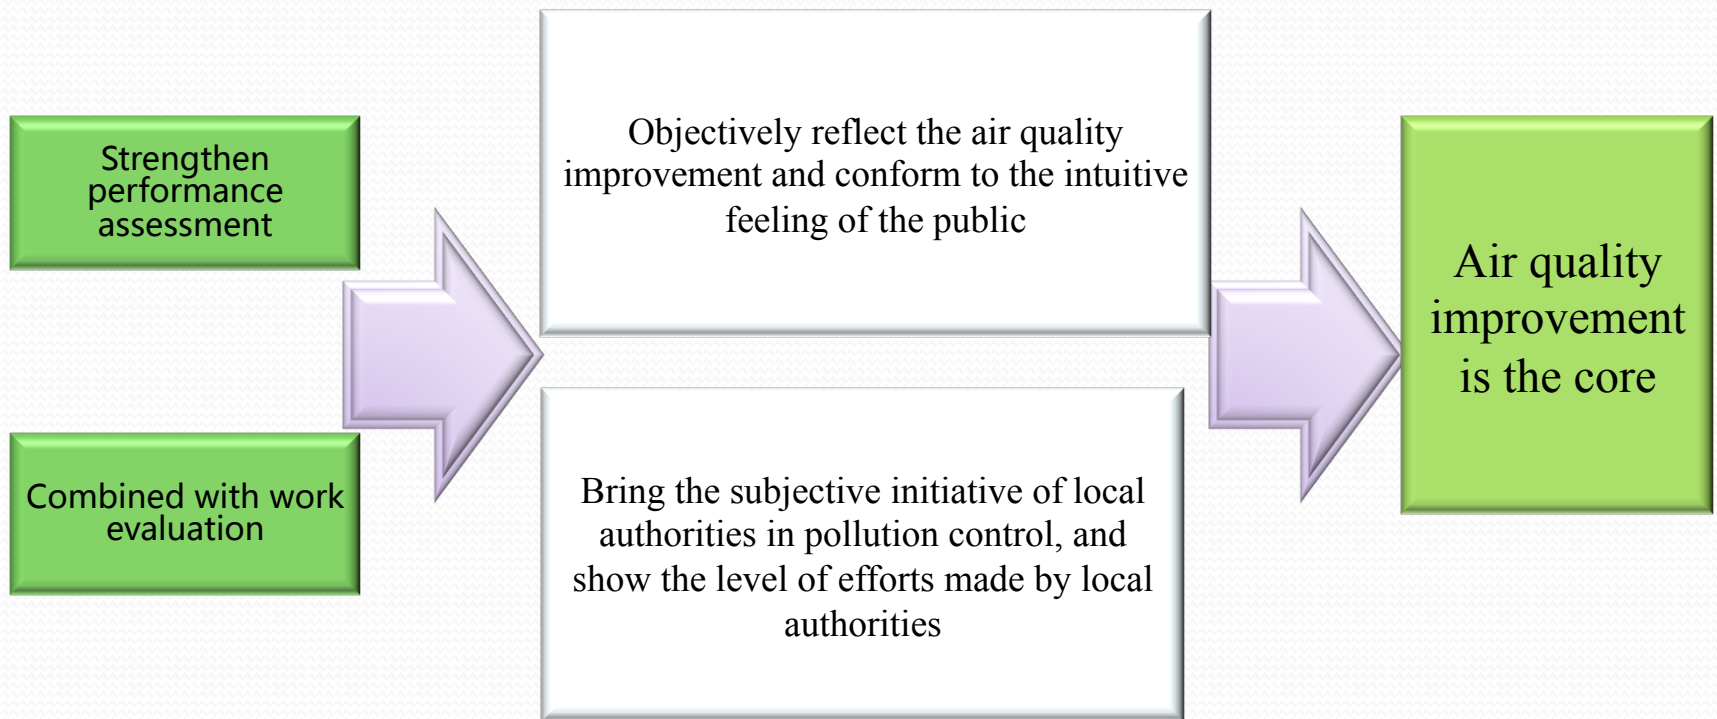 Strengthen
performance
assessment
Combined with work
evaluation
Objectively reflect the air quality
improvement and conform to the intuitive
feeling of the public
Bring the subjective initiative of local
authorities in pollution control, and
show the level of efforts made by local
authorities
Air quality
improvement
is the core